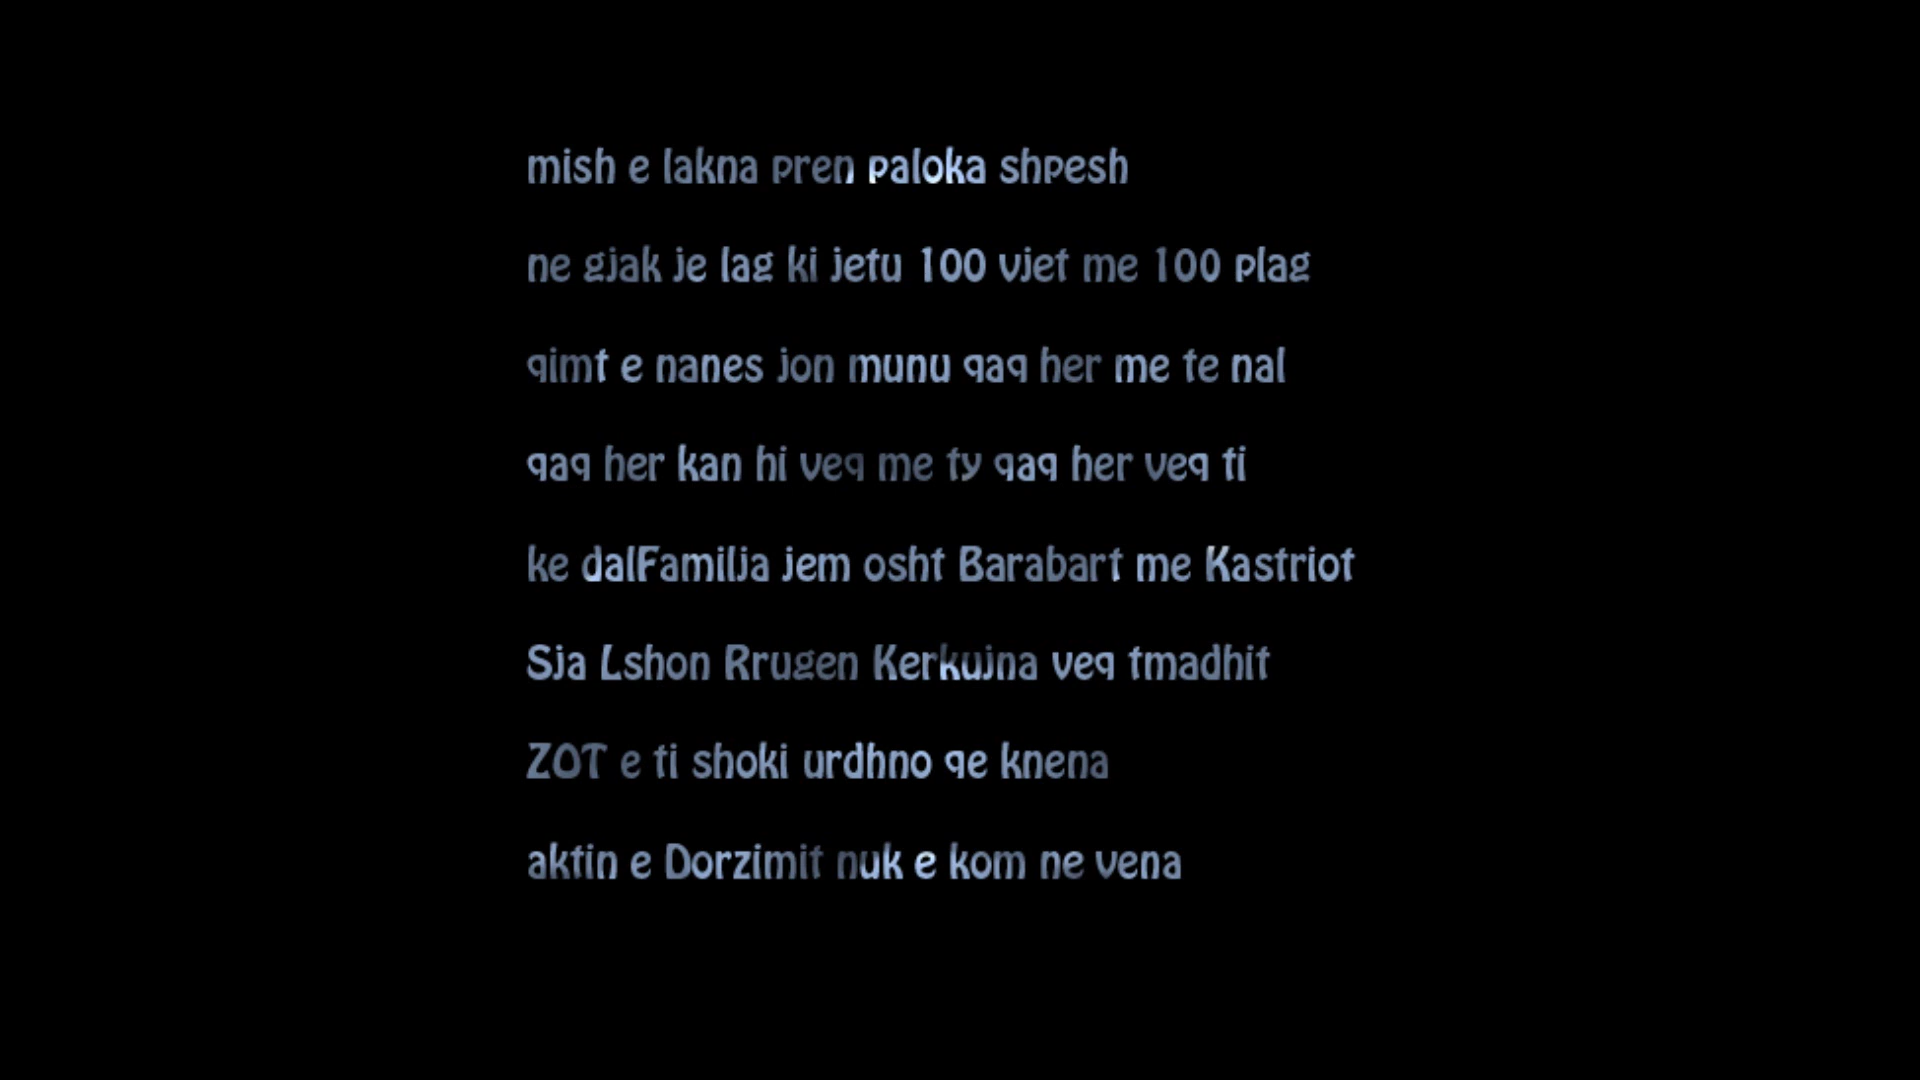 mish e lakna pren paloka shpesh
ne gjak je lag ki jetu 100 vjet me 100 plag
qimt e nanes jon munu qaq her me te nal
qaq her kan hi veq me ty qaq her veq ti
ke dalFamilja jem osht Barabart me Kastriot
Sja Lshon Rrugen Kerkujna veq tmadhit
ZOT e ti shoki urdhno qe knena
aktin e Dorzimit nuk e kom ne vena